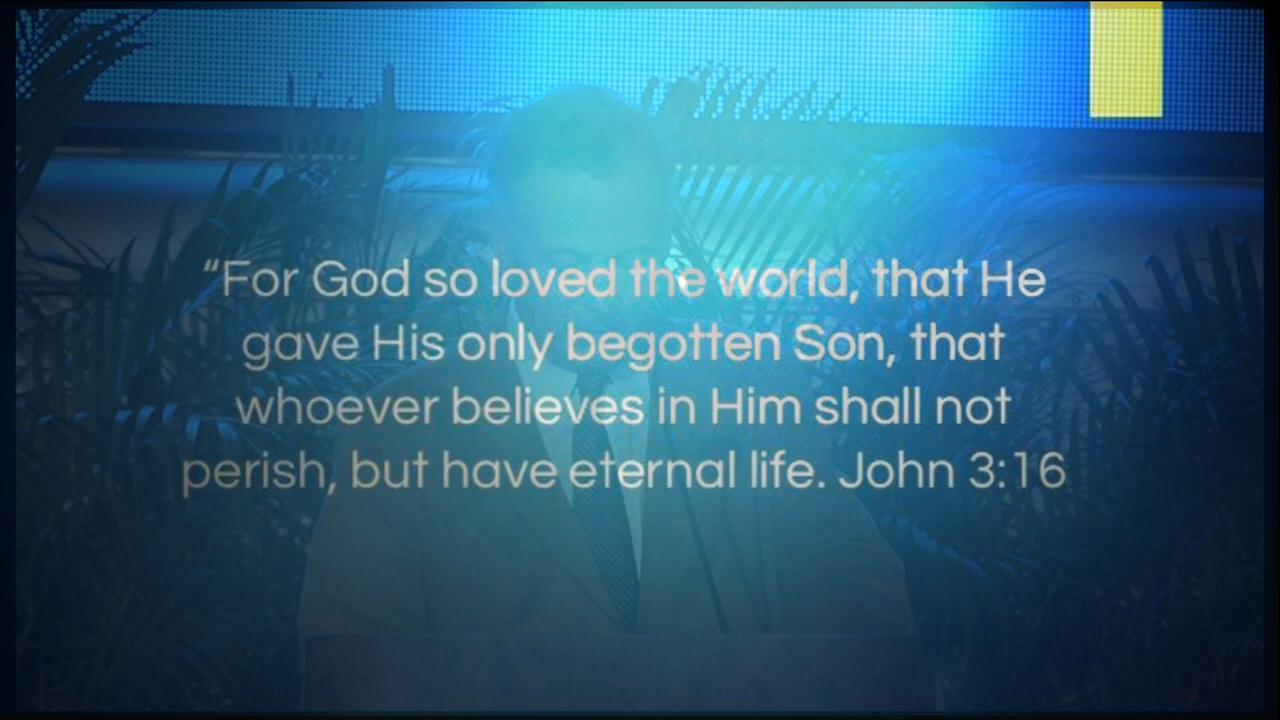 “For God so loved the world, that He
gave His only begotten Son, that
whoever believes in Him shall not
perish, but have eternal life. John 3:16